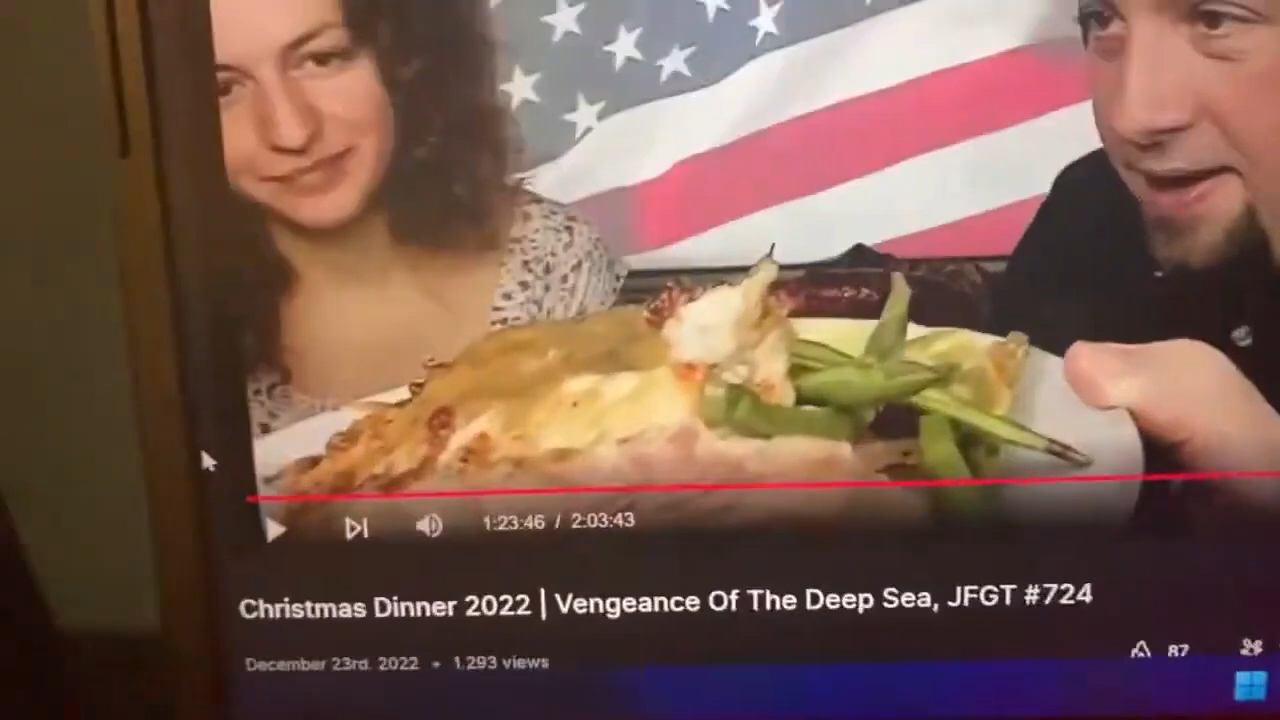 1:23:46 / 2:03:43
Christmas Dinner 2022 | Vengeance Of The Deep Sea, JFGT #724
December 23rd, 2022 • 1,293 views
87